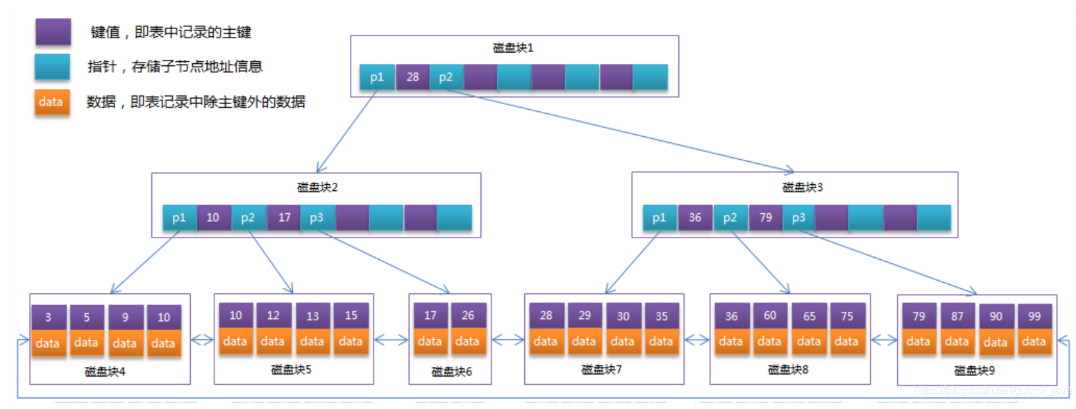 键值，即表中记录的主键
指针，存储子节点地址信息
data 数据，即表记录中除主键外的数据
磁盘块1
p1 28 p2
磁盘块2
p1 10 p2 17 p3
磁盘块3
p1 36 p2 79 p3
3 5 9 10
data data data data
磁盘块4
10 12 13 15
data data data data
磁盘块5
17 26
data data
磁盘块6
28 29 30 35
data data data data
磁盘块7
36 60 65 75
data data data data
磁盘块8
79 87 90 99
data data data data
磁盘块9